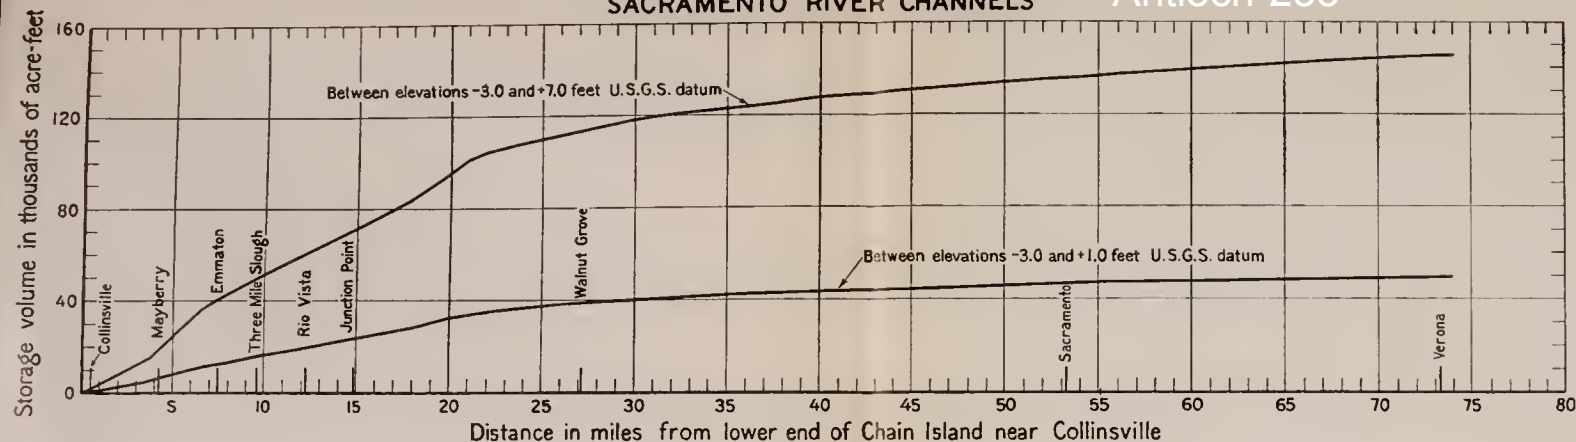 SACRAMENTO RIVER CHANNELS
Storage volume in thousands of acre-feet
160
120
80
40
0
Between elevations -3.0 and +7.0 feet U.S.G.S. datum
Between elevations -3.0 and +1.0 feet U.S.G.S. datum
Collinsville
Mayberry
Emmaton
Three Mile Slough
Rio Vista
Junction Point
Walnut Grove
Sacramento
Verona
5 10 15 20 25 30 35 40 45 50 55 60 65 70 75 80
Distance in miles from lower end of Chain Island near Collinsville